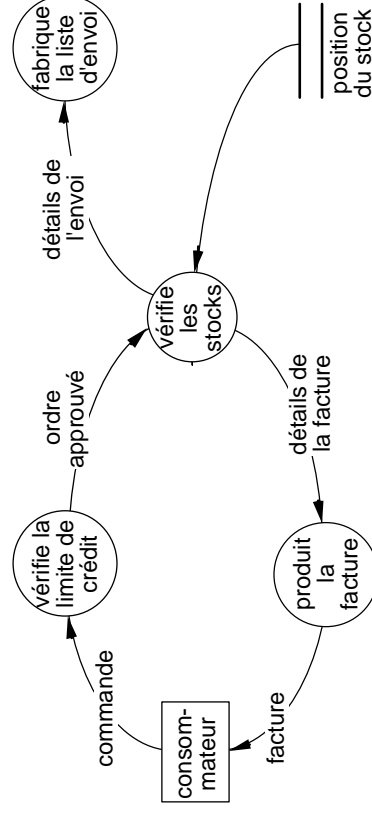 fabrique
la liste
d'envoi
détails de
l'envoi
position
du stock
vérifie
les
stocks
ordre
approuvé
vérifie la
limite de
crédit
commande
consom-
mateur
facture
produit
la
facture
détails de
la facture